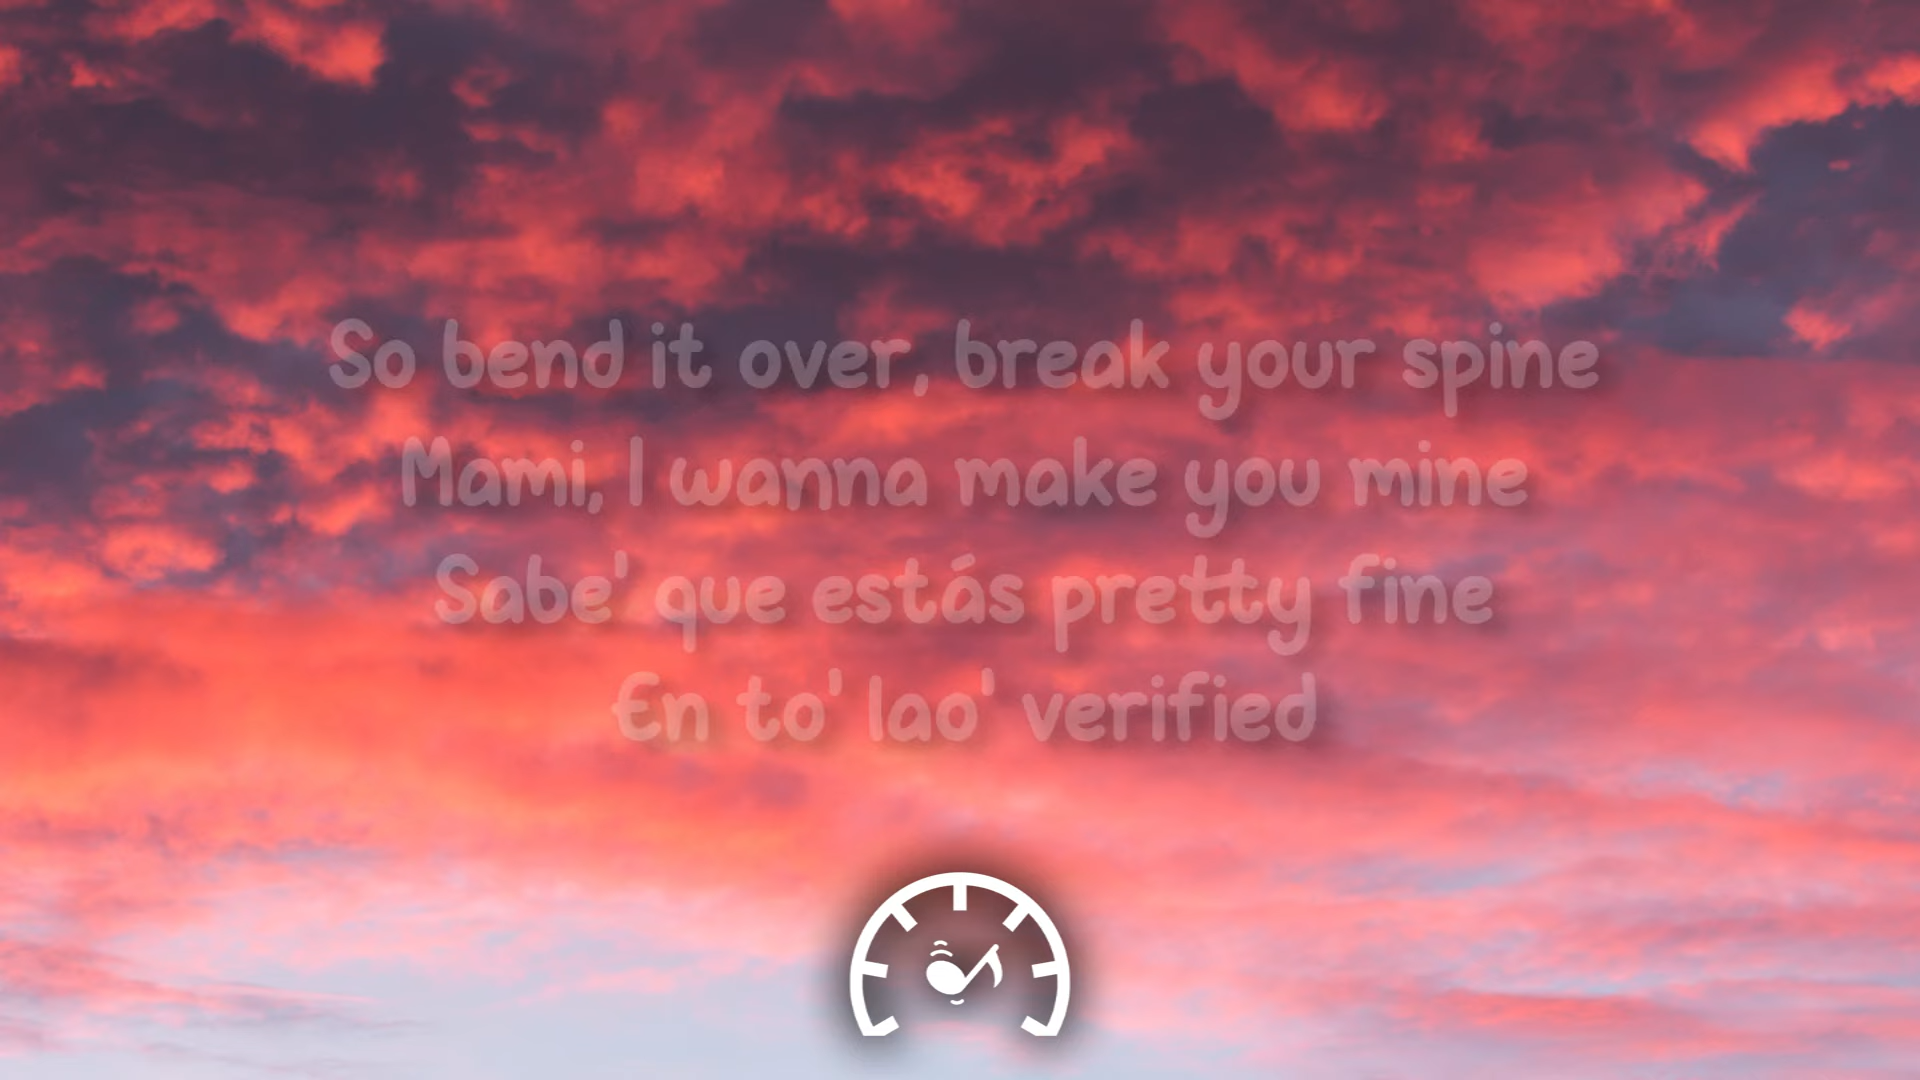 So bend it over, break your spine
Mami, I wanna make you mine
Sabe' que estás pretty fine
En to' lao' verified